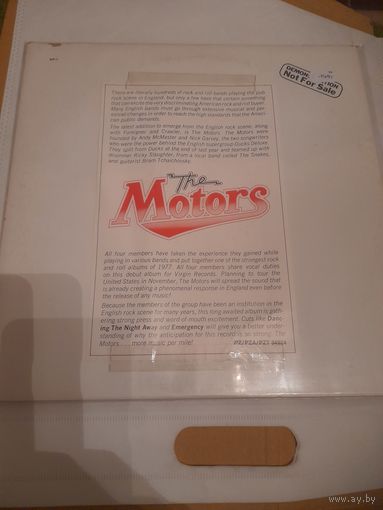 DEMON
Not For Sale
There are literally hundreds of rock and roll bands playing the pub
rock scene in England, but only a few have that certain something
that can excite the very discriminating American rock and roll buyer.
Many English bands must go through extensive musical and per-
sonnel changes in order to reach the high standards that the Ameri-
can public demands.
The latest addition to emerge from the English rock scene, along
with Foreigner and Crawler, is The Motors. The Motors were
founded by Andy McMaster and Nick Garvey, the two songwriters
who were the power behind the English supergroup Ducks Deluxe.
They split from Ducks at the end of last year and teamed up with
drummer Ricky Slaughter, from a local band called The Snakes,
and guitarist Bram Tchaikovsky.
The
Motors
All four members have taken the experience they gained while
playing in various bands and put together one of the strongest rock
and roll albums of 1977. All four members share vocal duties
on this debut album for Virgin Records. Planning to tour the
United States in November, The Motors will spread the sound that
is already creating a phenomenal response in England even before
the release of any music!
Because the members of the group have been an institution in the
English rock scene for many years, this long awaited album is gath-
ering strong press and word of mouth excitement. Cuts like Danc-
ing The Night Away and Emergency will give you a better under-
standing of why the anticipation for this record is so strong. The
Motors . . . more music per mile! PZ/PZA/PZT 34924
www.ay.by